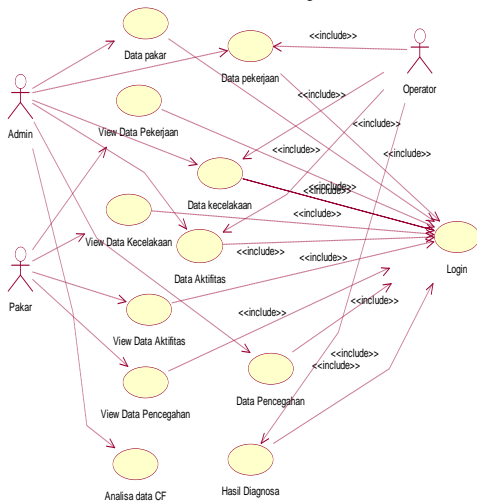 Data pakar
<<include>>
Data pekerjaan
Operator
<<include>>
<<include>>
Admin
View Data Pekerjaan
<<include>>
<<include>>
<<include>>
<<include>>
Data kecelakaan
<<include>>
<<include>>
View Data Kecelakaan
<<include>>
Data Aktifitas
<<include>>
Login
Pakar
<<include>>
View Data Aktifitas
<<include>>
<<include>>
<<include>>
<<include>>
View Data Pencegahan
Data Pencegahan
Analisa data CF
Hasil Diagnosa